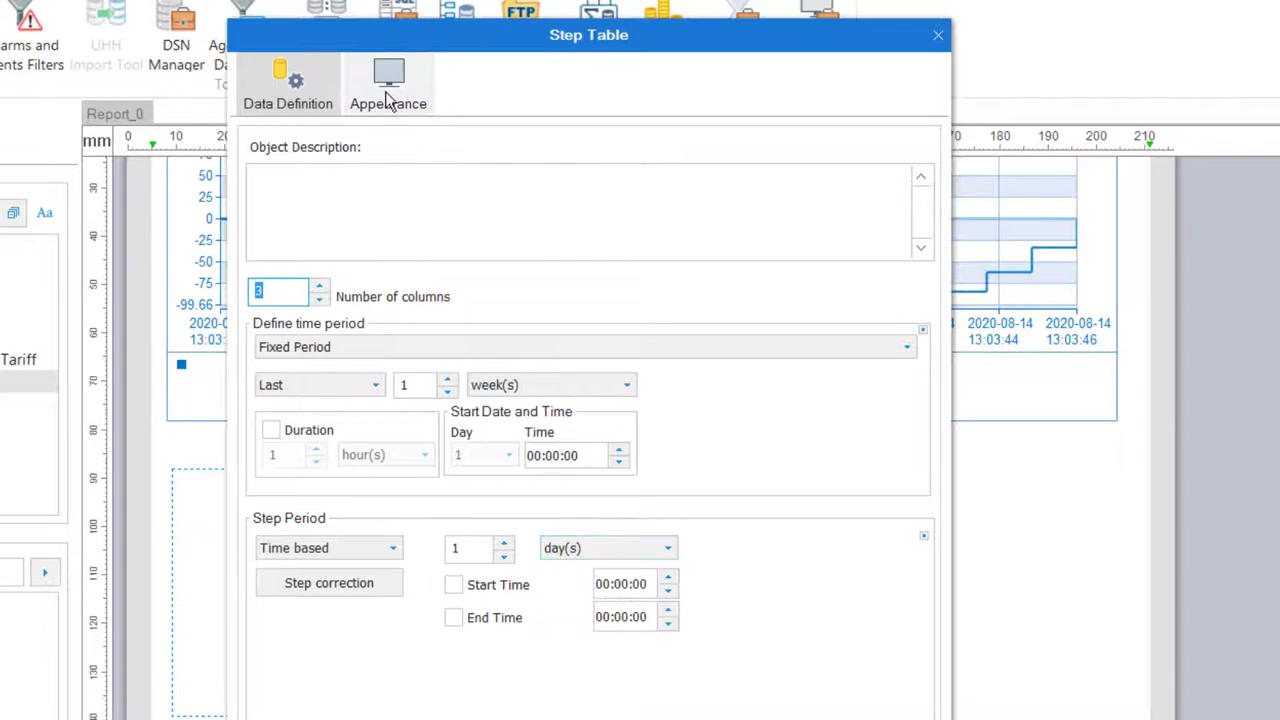 FTP
arms and
ents Filters
UHH
Import Tool
DSN
Manager
Step Table
Data Definition
Appearance
Report_0
mm
0 10 180 190 200 210
Object Description:
Aa
50
25
0
-25
-50
-75
-99.66
30
40
50
60
70
80
90
100
110
120
130
3 Number of columns
Define time period
Fixed Period
Last 1 week(s)
Duration
1 hour(s)
Start Date and Time
Day Time
1 00:00:00
2020-08-14 2020-08-14
13:03:44 13:03:46
Tariff
Step Period
Time based 1 day(s)
Step correction Start Time 00:00:00
End Time 00:00:00